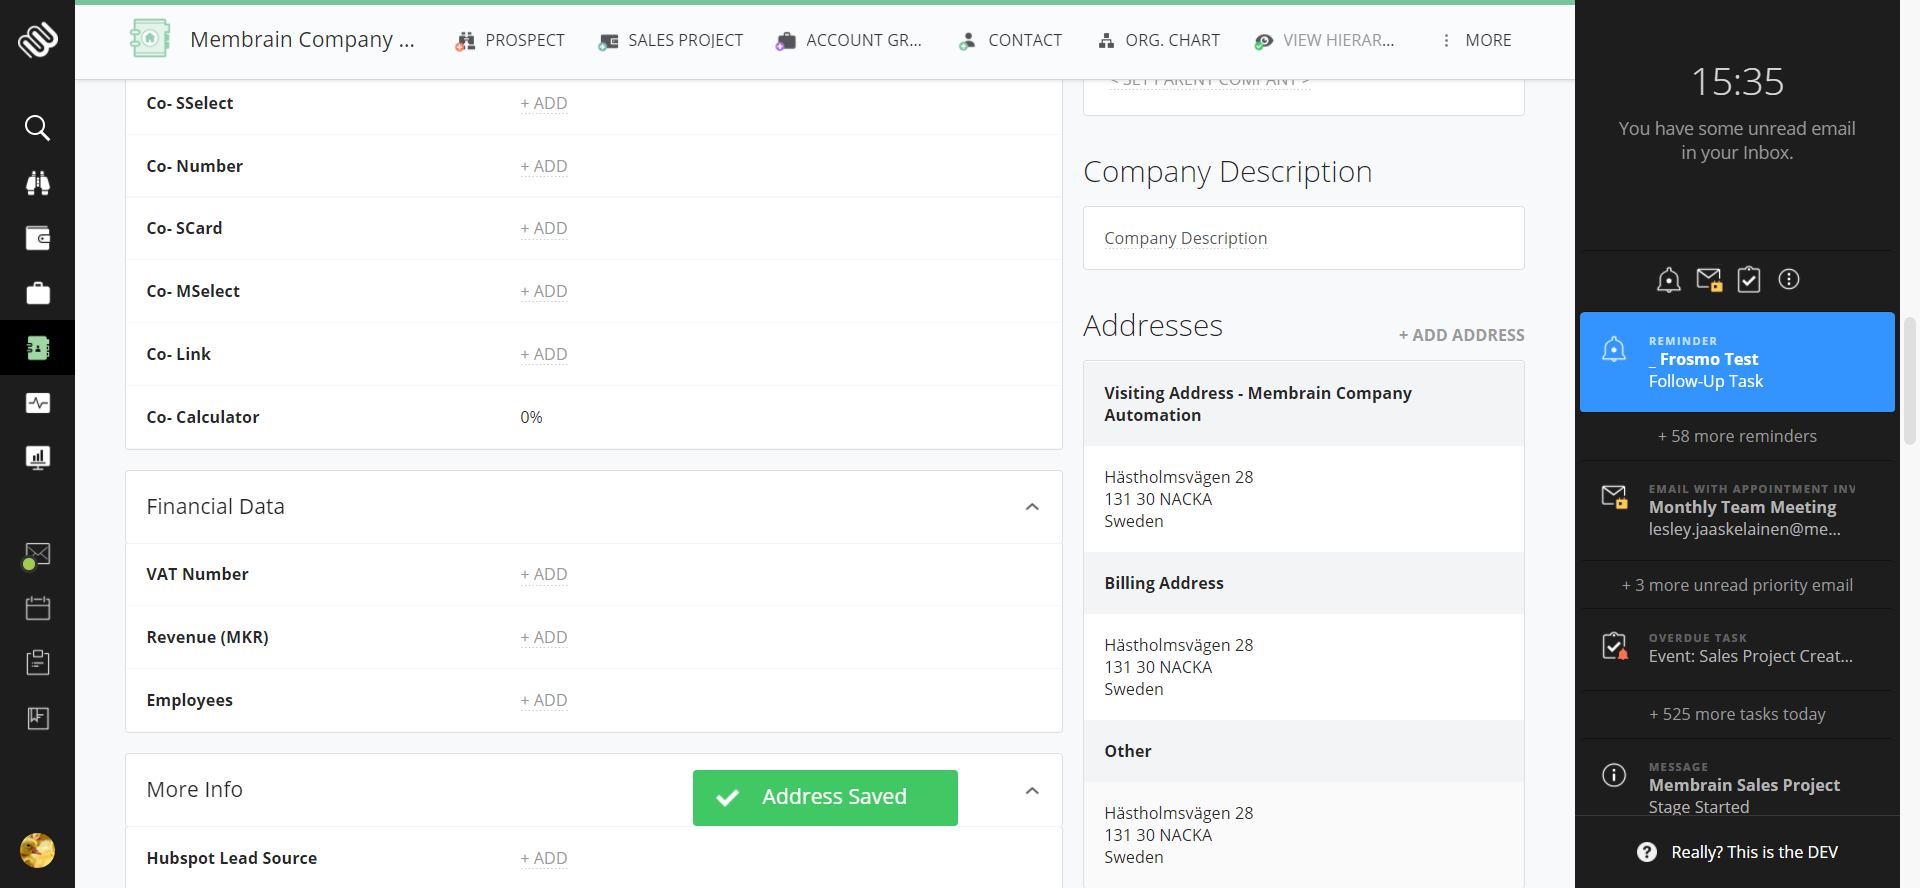 Membrain Company ...
PROSPECT
SALES PROJECT
ACCOUNT GR...
CONTACT
ORG. CHART
VIEW HIERAR...
MORE
Co- SSelect
+ ADD
Co- Number
+ ADD
Co- SCard
+ ADD
Co- MSelect
+ ADD
Co- Link
+ ADD
Co- Calculator
0%
Financial Data
VAT Number
+ ADD
Revenue (MKR)
+ ADD
Employees
+ ADD
More Info
Address Saved
Hubspot Lead Source
+ ADD
< SET PARENT COMPANY >
Company Description
Company Description
Addresses
+ ADD ADDRESS
Visiting Address - Membrain Company
Automation
Hästholmsvägen 28
131 30 NACKA
Sweden
Billing Address
Hästholmsvägen 28
131 30 NACKA
Sweden
Other
Hästholmsvägen 28
131 30 NACKA
Sweden
15:35
You have some unread email
in your Inbox.
REMINDER
_ Frosmo Test
Follow-Up Task
+ 58 more reminders
EMAIL WITH APPOINTMENT INV
Monthly Team Meeting
lesley.jaaskelainen@me...
+ 3 more unread priority email
OVERDUE TASK
Event: Sales Project Creat...
+ 525 more tasks today
MESSAGE
Membrain Sales Project
Stage Started
Really? This is the DEV